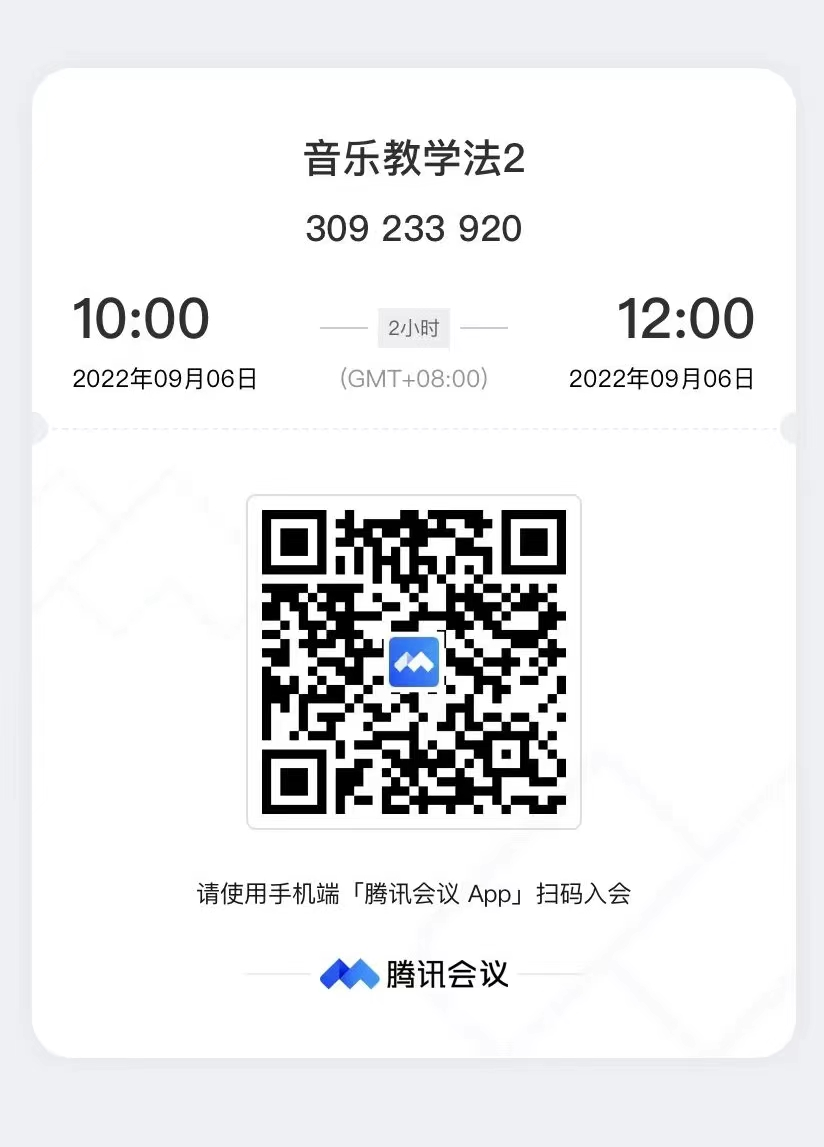 音乐教学法2
309 233 920
10:00
2小时
12:00
2022年09月06日
(GMT+08:00)
2022年09月06日
请使用手机端「腾讯会议 App」扫码入会
腾讯会议